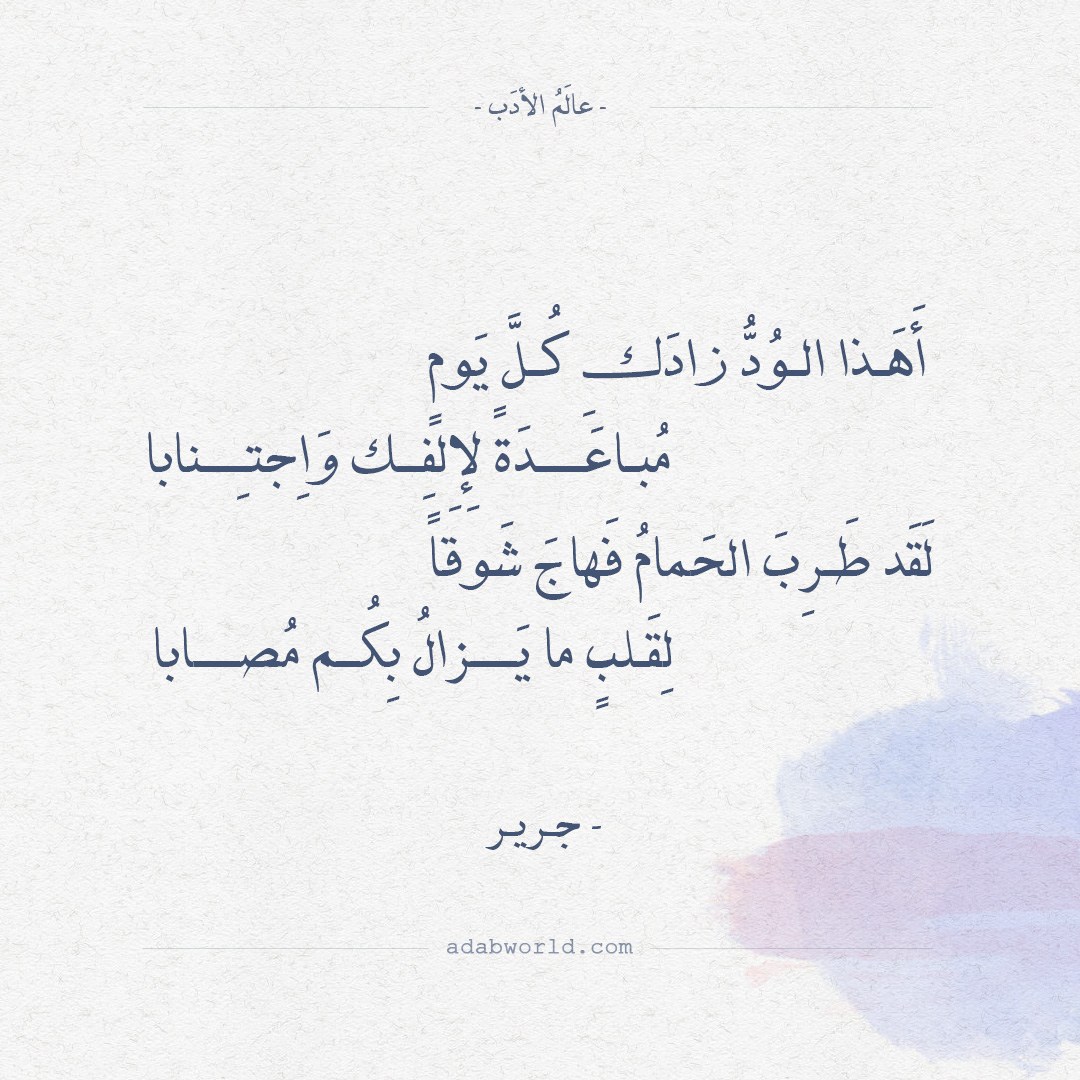 - عالَمُ الأدَب -
أَهَذا الوُدُّ زادَكَ كُلَّ يَومٍ
مُباعَدَةً لِإِلفِكَ وَاِجتِنابا
لَقَد طَرِبَ الحَمامُ فَهاجَ شَوقاً
لِقَلبٍ ما يَزالُ بِكُم مُصابا
- جرير
adabworld.com